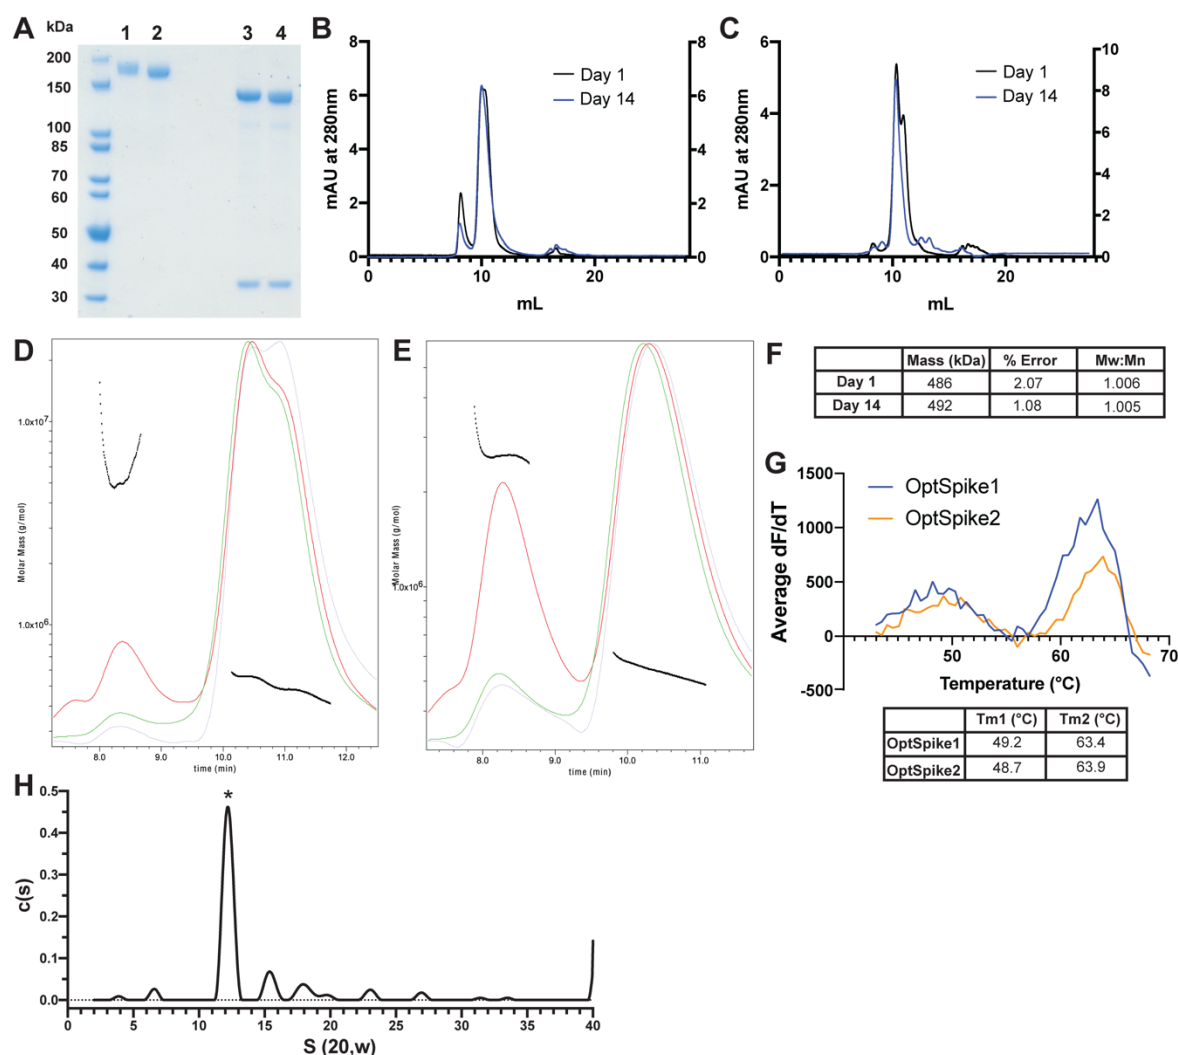 A
kDa
1 2 3 4
200
150
100
85
70
60
50
40
30
B
mAU at 280nm
8
6
4
2
0
8
6
4
2
0
Day 1
Day 14
0 10 20
mL
C
mAU at 280nm
6
4
2
0
10
8
6
4
2
0
Day 1
Day 14
0 10 20
mL
D
Molar Mass (g/mol)
1.0x10⁷
1.0x10⁶
8.0 9.0 10.0 11.0 12.0
time (min)
E
Molar Mass (g/mol)
1.0x10⁶
8.0 9.0 10.0 11.0
time (min)
F
Mass (kDa) % Error Mw:Mn
Day 1 486 2.07 1.006
Day 14 492 1.08 1.005
G
Average dF/dT
1500
1000
500
0
-500
OptSpike1
OptSpike2
50 60 70
Temperature (°C)
Tm1 (°C) Tm2 (°C)
OptSpike1 49.2 63.4
OptSpike2 48.7 63.9
H
c(s)
0.5
0.4
0.3
0.2
0.1
0.0
*
0 5 10 15 20 25 30 35 40
S (20,w)